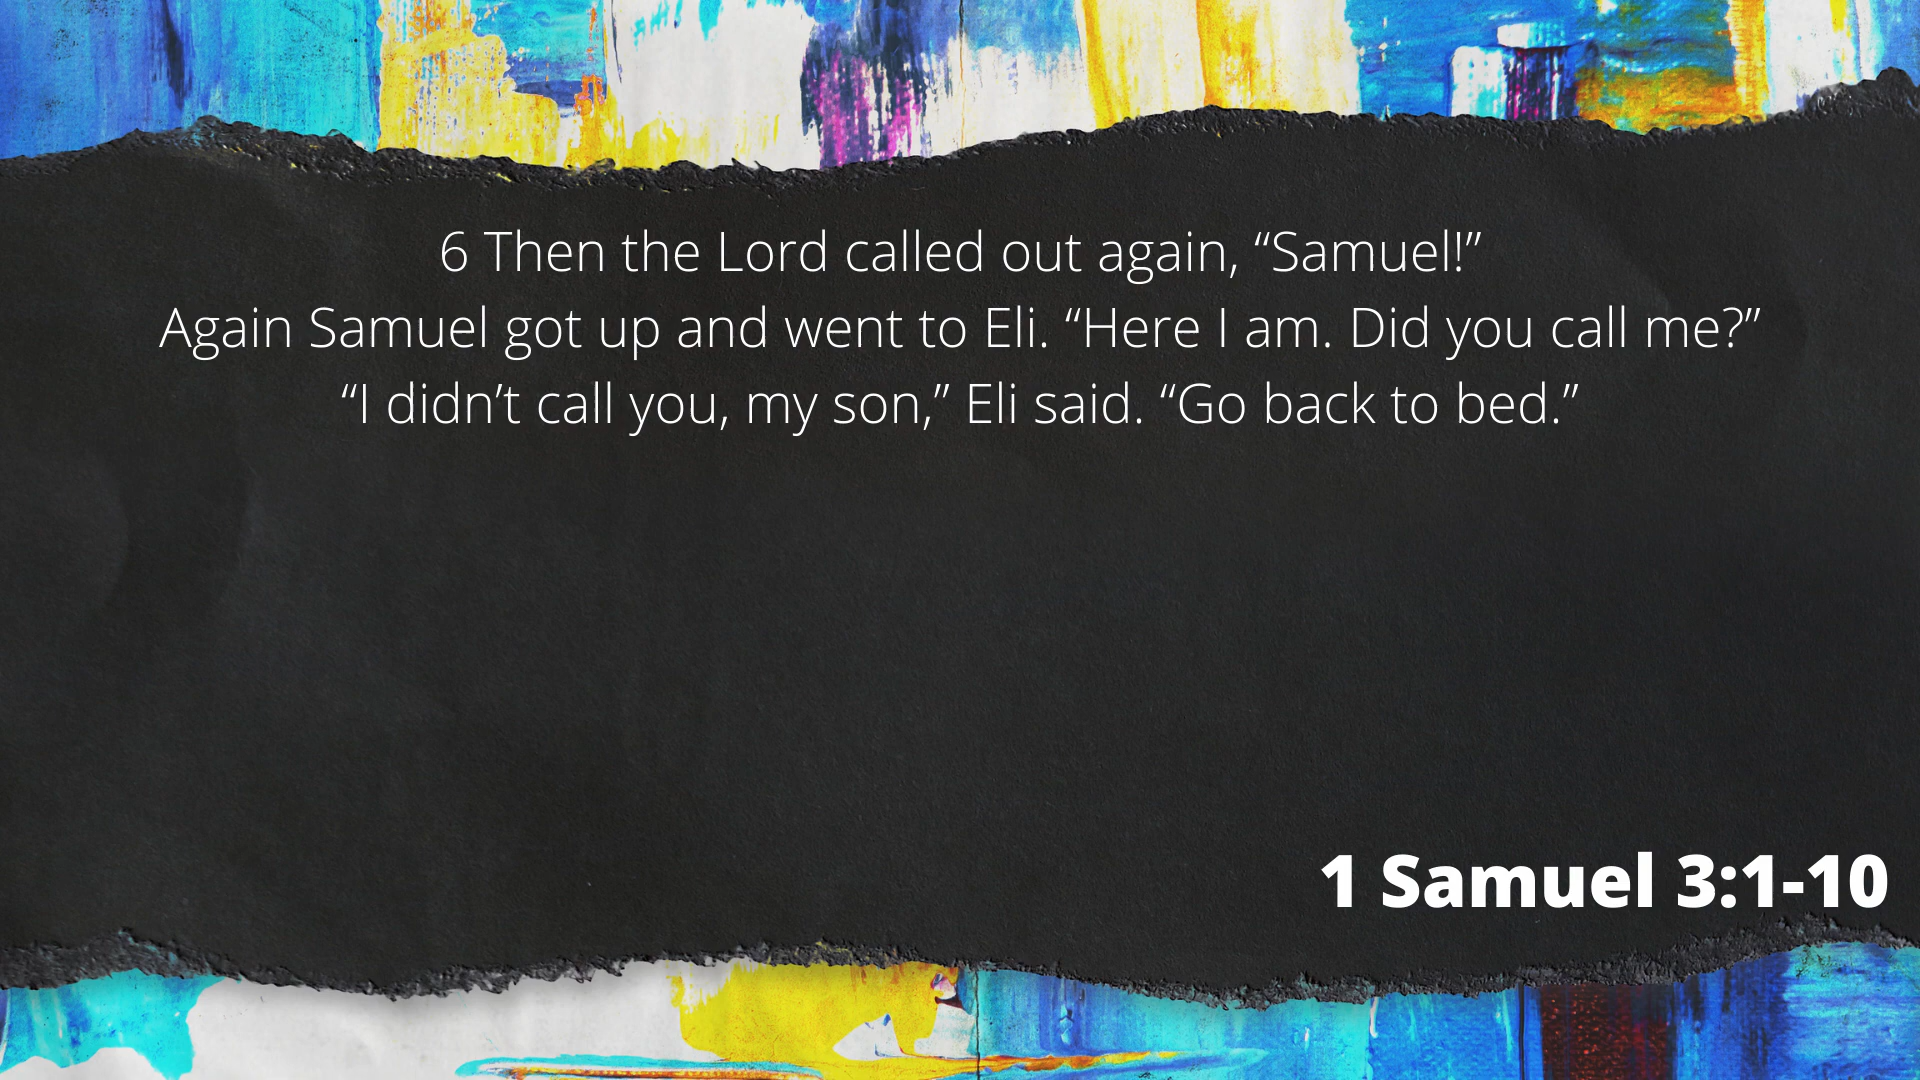 6 Then the Lord called out again, “Samuel!”
Again Samuel got up and went to Eli. “Here I am. Did you call me?”
“I didn’t call you, my son,” Eli said. “Go back to bed.”
1 Samuel 3:1-10